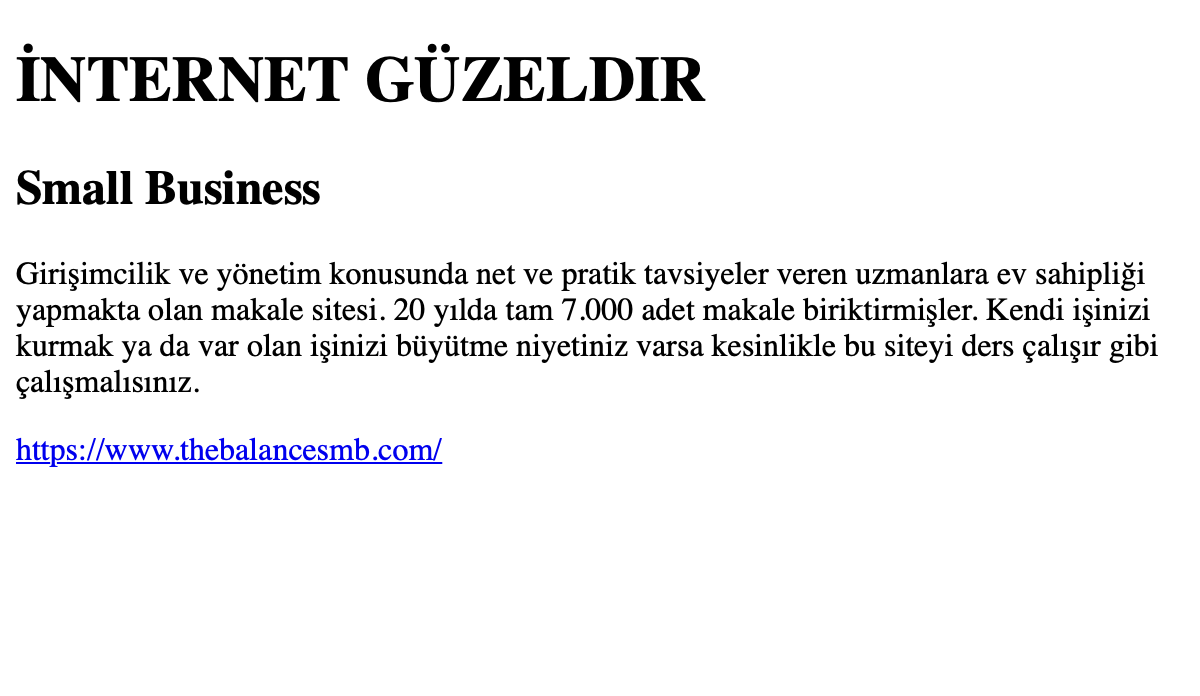 İNTERNET GÜZELDIR
Small Business
Girişimcilik ve yönetim konusunda net ve pratik tavsiyeler veren uzmanlara ev sahipliği
yapmakta olan makale sitesi. 20 yılda tam 7.000 adet makale biriktirmişler. Kendi işinizi
kurmak ya da var olan işinizi büyütme niyetiniz varsa kesinlikle bu siteyi ders çalışır gibi
çalışmalısınız.
https://www.thebalancesmb.com/